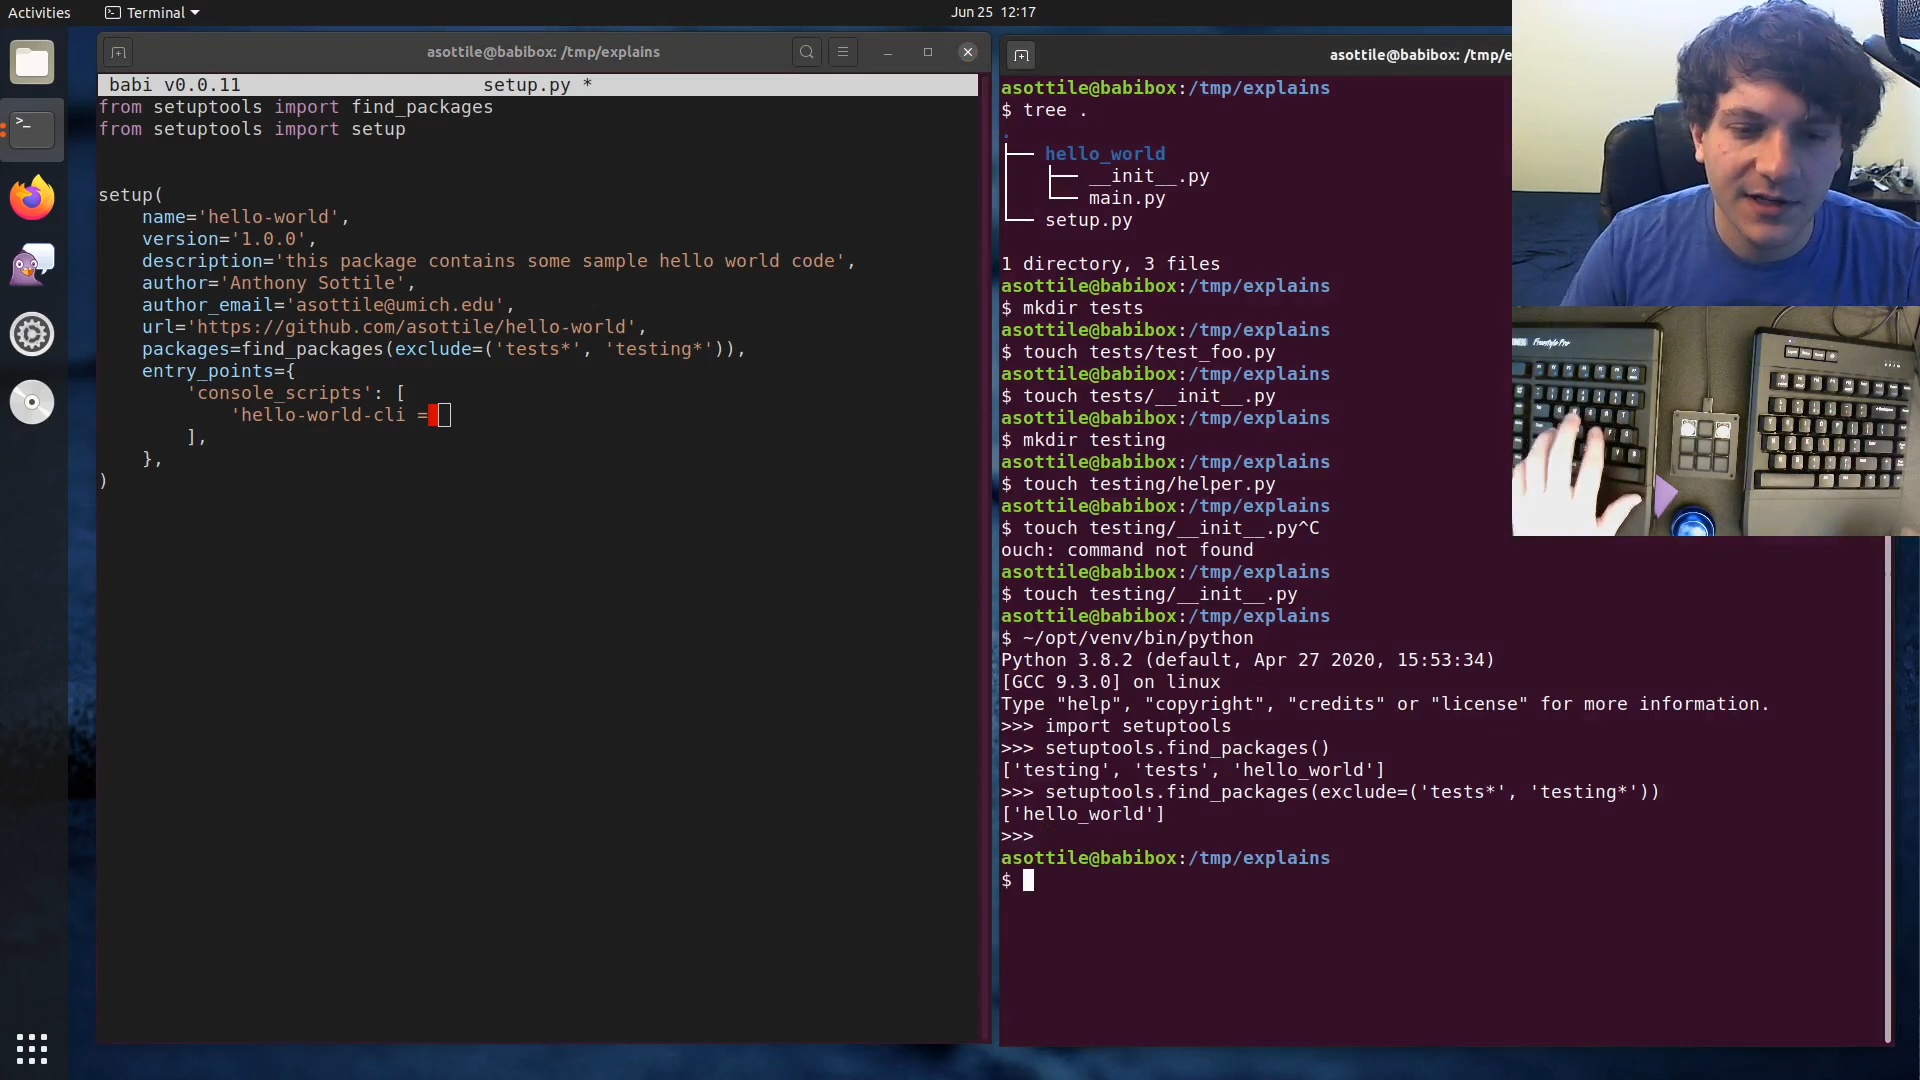 Activities
Terminal
Jun 25 12:17
asottile@babibox: /tmp/explains
babi v0.0.11 setup.py *
from setuptools import find_packages
from setuptools import setup
setup(
name='hello-world',
version='1.0.0',
description='this package contains some sample hello world code',
author='Anthony Sottile',
author_email='asottile@umich.edu',
url='https://github.com/asottile/hello-world',
packages=find_packages(exclude=('tests*', 'testing*')),
entry_points={
'console_scripts': [
'hello-world-cli =
],
},
)
asottile@babibox: /tmp/e
asottile@babibox:/tmp/explains
$ tree .
.
├── hello_world
│   ├── __init__.py
│   └── main.py
└── setup.py
1 directory, 3 files
asottile@babibox:/tmp/explains
$ mkdir tests
asottile@babibox:/tmp/explains
$ touch tests/test_foo.py
asottile@babibox:/tmp/explains
$ touch tests/__init__.py
asottile@babibox:/tmp/explains
$ mkdir testing
asottile@babibox:/tmp/explains
$ touch testing/helper.py
asottile@babibox:/tmp/explains
$ touch testing/__init__.py^C
ouch: command not found
asottile@babibox:/tmp/explains
$ touch testing/__init__.py
asottile@babibox:/tmp/explains
$ ~/opt/venv/bin/python
Python 3.8.2 (default, Apr 27 2020, 15:53:34)
[GCC 9.3.0] on linux
Type "help", "copyright", "credits" or "license" for more information.
>>> import setuptools
>>> setuptools.find_packages()
['testing', 'tests', 'hello_world']
>>> setuptools.find_packages(exclude=('tests*', 'testing*'))
['hello_world']
>>>
asottile@babibox:/tmp/explains
$
Freestyle Pro